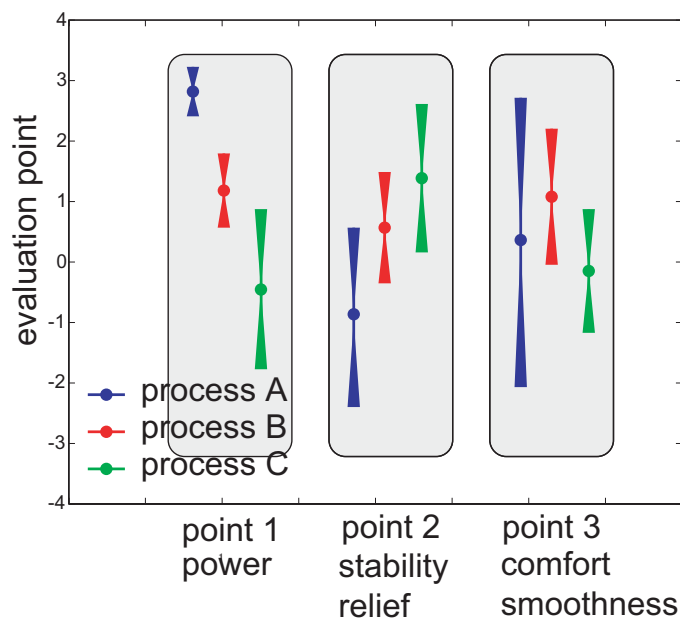 4
3
2
1
0
-1
-2
-3
-4
evaluation point
process A
process B
process C
point 1
power
point 2
stability
relief
point 3
comfort
smoothness